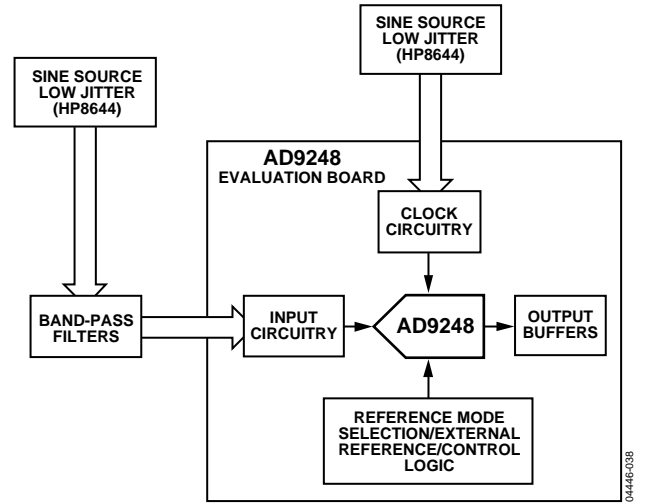 SINE SOURCE
LOW JITTER
(HP8644)
SINE SOURCE
LOW JITTER
(HP8644)
AD9248
EVALUATION BOARD
CLOCK
CIRCUITRY
BAND-PASS
FILTERS
INPUT
CIRCUITRY
AD9248
OUTPUT
BUFFERS
REFERENCE MODE
SELECTION/EXTERNAL
REFERENCE/CONTROL
LOGIC
04446-038